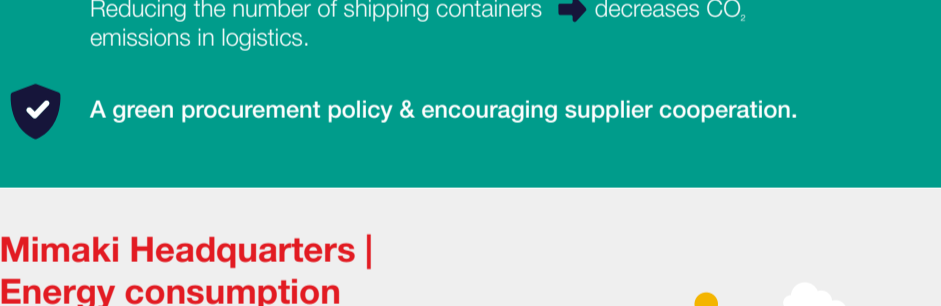 Reducing the number of shipping containers ➡ decreases CO₂
emissions in logistics.
A green procurement policy & encouraging supplier cooperation.
Mimaki Headquarters |
Energy consumption